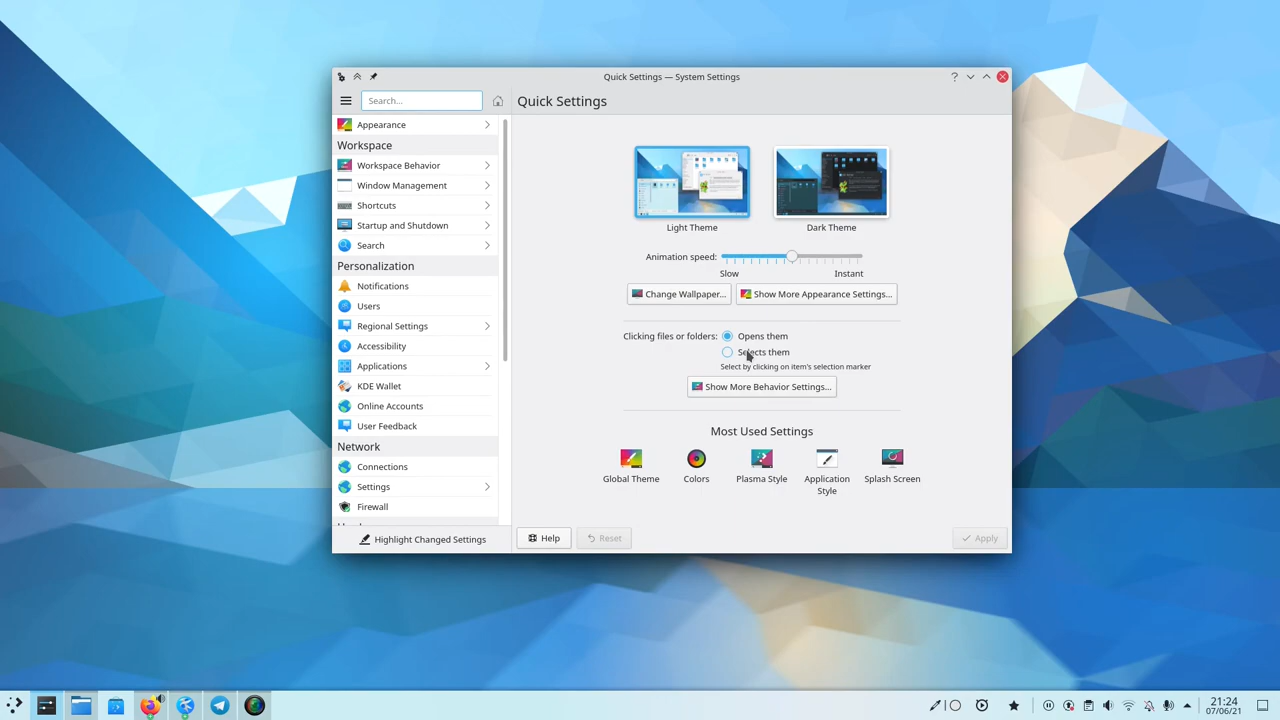 Quick Settings — System Settings
Search...
Quick Settings
Appearance
Workspace
Workspace Behavior
Window Management
Shortcuts
Startup and Shutdown
Search
Personalization
Notifications
Users
Regional Settings
Accessibility
Applications
KDE Wallet
Online Accounts
User Feedback
Network
Connections
Settings
Firewall
Highlight Changed Settings
Light Theme
Dark Theme
Animation speed:
Slow
Instant
Change Wallpaper...
Show More Appearance Settings...
Clicking files or folders:
Opens them
Selects them
Select by clicking on item's selection marker
Show More Behavior Settings...
Most Used Settings
Global Theme
Colors
Plasma Style
Application
Style
Splash Screen
Help
Reset
Apply
21:24
07/06/21